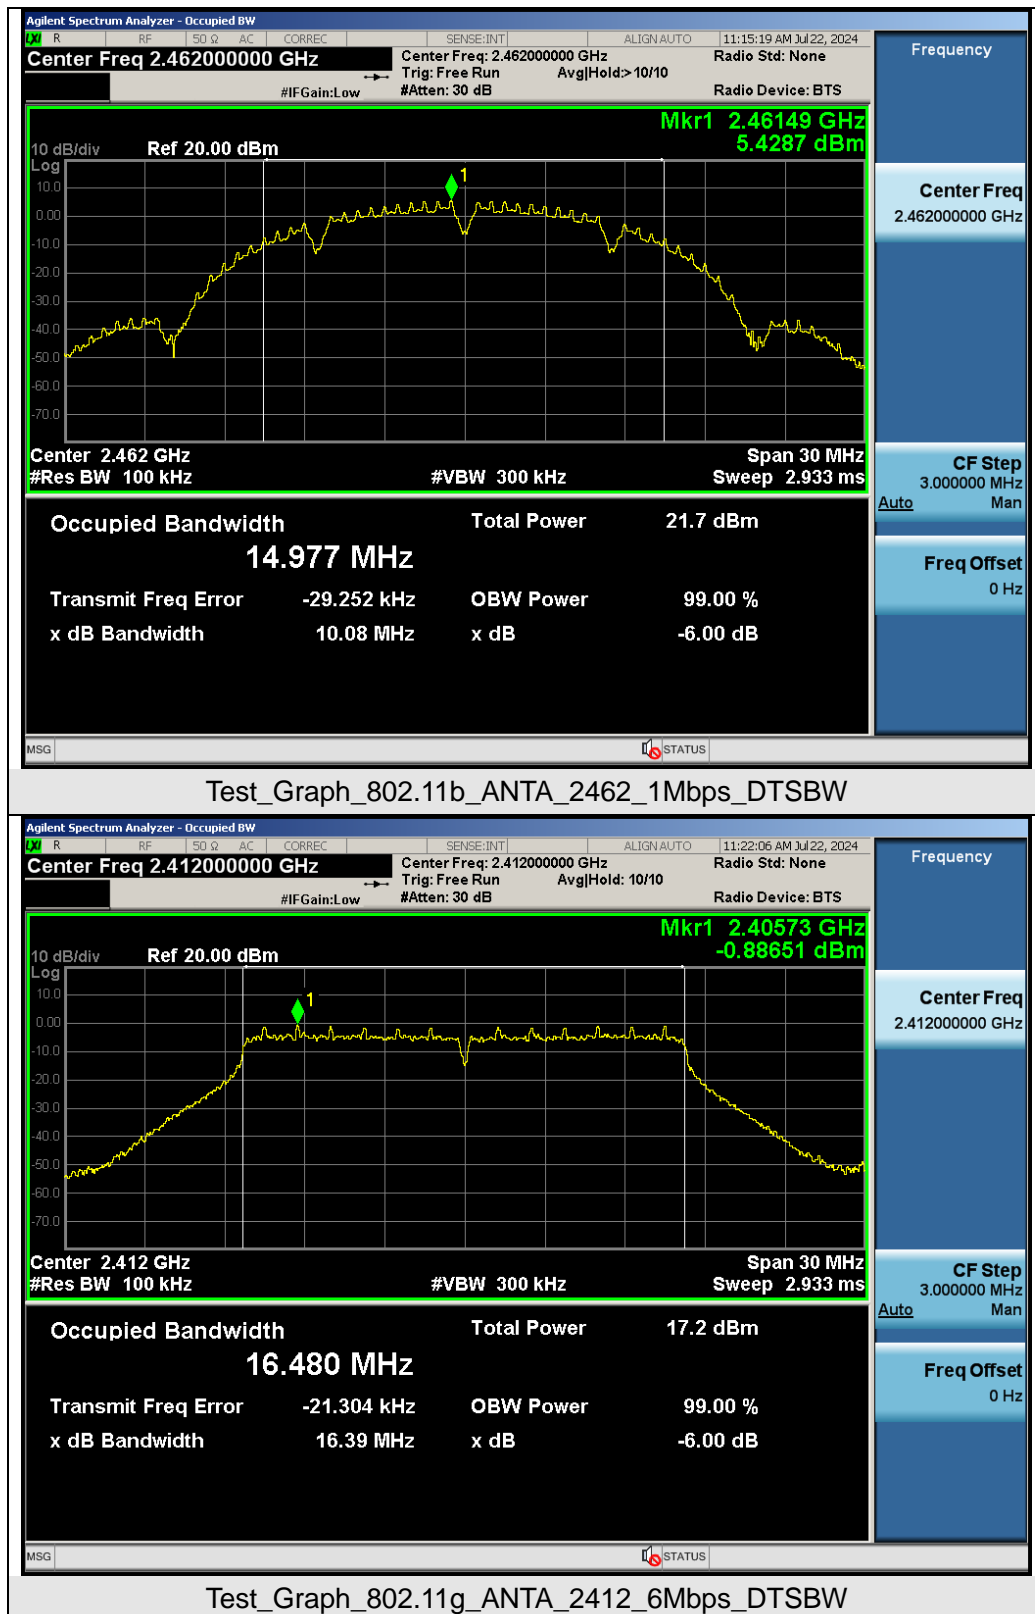 Agilent Spectrum Analyzer - Occupied BW
LXI R RF 50 Ω AC CORREC SENSE:INT ALIGN AUTO 11:15:19 AM Jul 22, 2024
Center Freq 2.462000000 GHz Center Freq: 2.462000000 GHz Radio Std: None
Trig: Free Run Avg|Hold:> 10/10
#IFGain:Low #Atten: 30 dB Radio Device: BTS
Frequency
Mkr1 2.46149 GHz
5.4287 dBm
10 dB/div Ref 20.00 dBm
Log
1
10.0
0.00
-10.0
-20.0
-30.0
-40.0
-50.0
-60.0
-70.0
Center 2.462 GHz Span 30 MHz
#Res BW 100 kHz #VBW 300 kHz Sweep 2.933 ms
Center Freq
2.462000000 GHz
CF Step
3.000000 MHz
Auto Man
Freq Offset
0 Hz
Occupied Bandwidth Total Power 21.7 dBm
14.977 MHz
Transmit Freq Error -29.252 kHz OBW Power 99.00 %
x dB Bandwidth 10.08 MHz x dB -6.00 dB
MSG STATUS
Test_Graph_802.11b_ANTA_2462_1Mbps_DTSBW
Agilent Spectrum Analyzer - Occupied BW
LXI R RF 50 Ω AC CORREC SENSE:INT ALIGN AUTO 11:22:06 AM Jul 22, 2024
Center Freq 2.412000000 GHz Center Freq: 2.412000000 GHz Radio Std: None
Trig: Free Run Avg|Hold: 10/10
#IFGain:Low #Atten: 30 dB Radio Device: BTS
Frequency
Mkr1 2.40573 GHz
-0.88651 dBm
10 dB/div Ref 20.00 dBm
Log
1
10.0
0.00
-10.0
-20.0
-30.0
-40.0
-50.0
-60.0
-70.0
Center 2.412 GHz Span 30 MHz
#Res BW 100 kHz #VBW 300 kHz Sweep 2.933 ms
Center Freq
2.412000000 GHz
CF Step
3.000000 MHz
Auto Man
Freq Offset
0 Hz
Occupied Bandwidth Total Power 17.2 dBm
16.480 MHz
Transmit Freq Error -21.304 kHz OBW Power 99.00 %
x dB Bandwidth 16.39 MHz x dB -6.00 dB
MSG STATUS
Test_Graph_802.11g_ANTA_2412_6Mbps_DTSBW